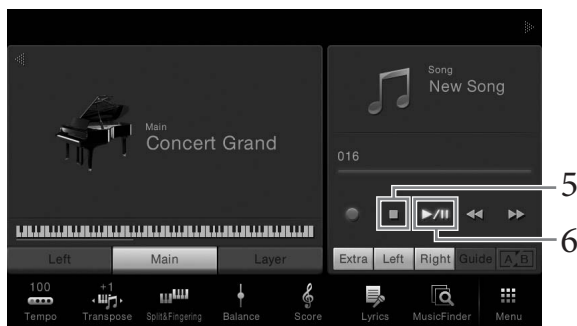 Main
Concert Grand
Song
New Song
016
5
6
Left
Main
Layer
Extra
Left
Right
Guide
A B
100
Tempo
+1
Transpose
Split&Fingering
Balance
Score
Lyrics
MusicFinder
Menu